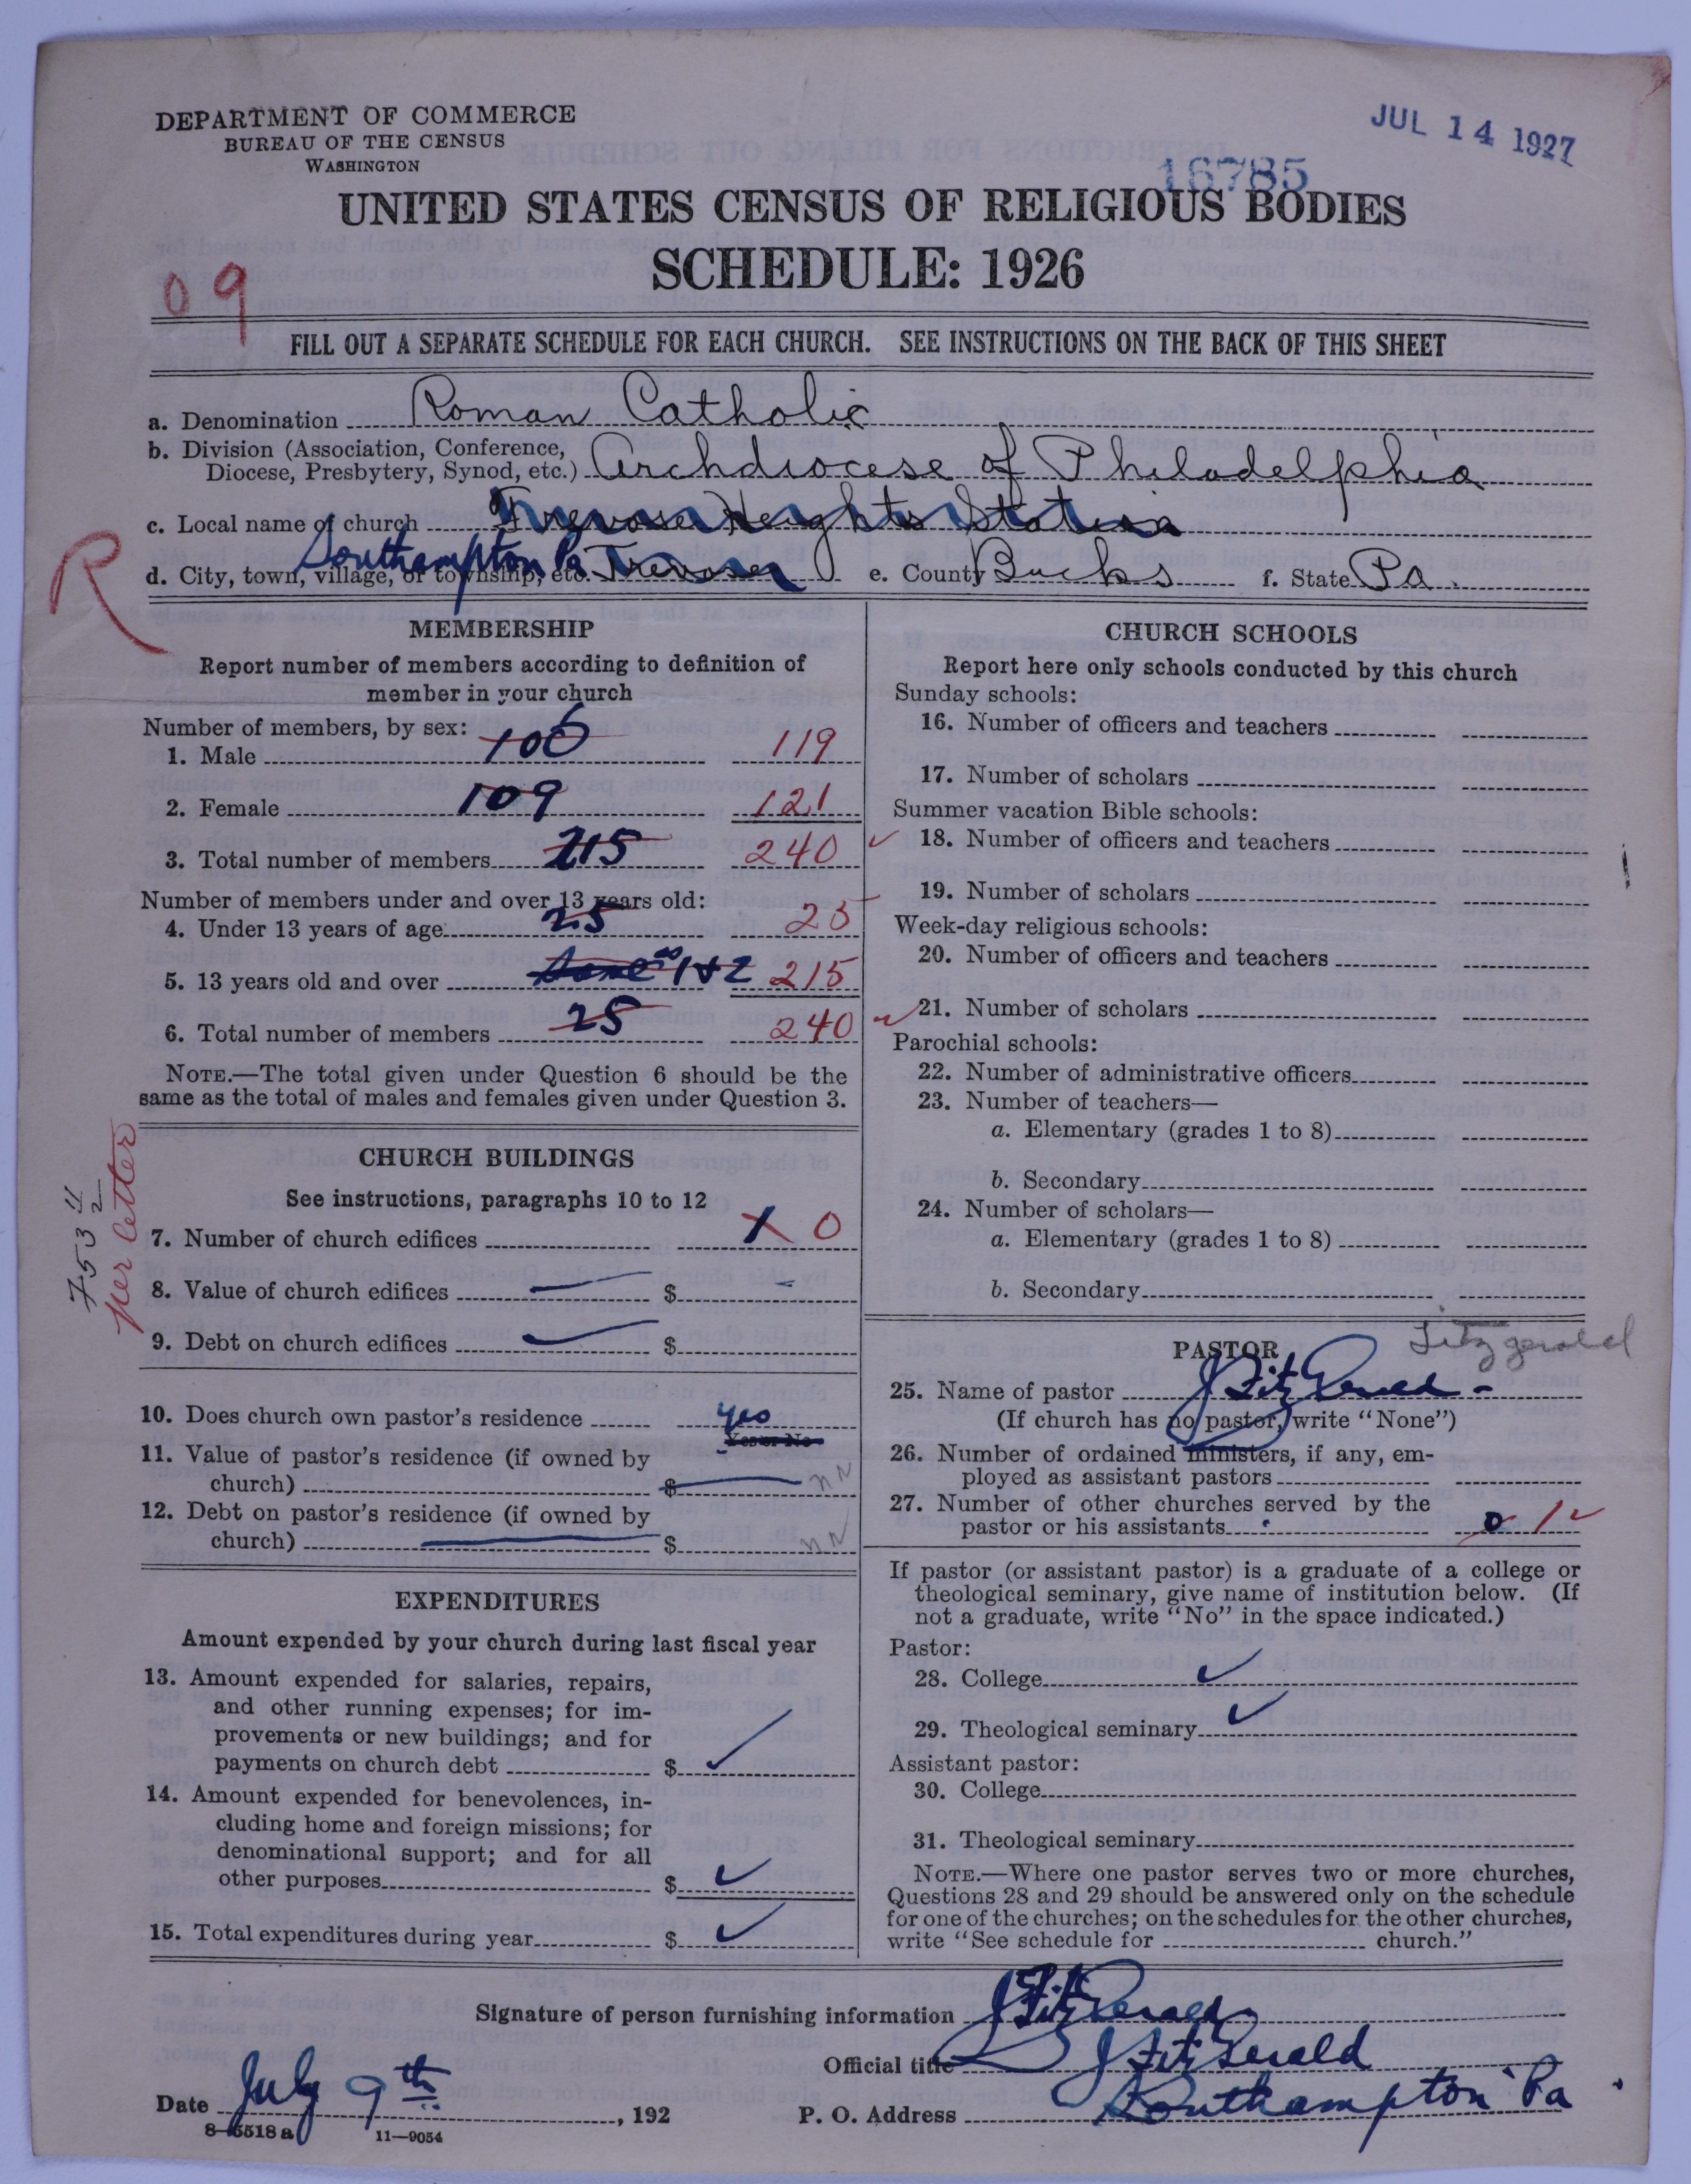 DEPARTMENT OF COMMERCE
BUREAU OF THE CENSUS
WASHINGTON
JUL 14 1927
16785
UNITED STATES CENSUS OF RELIGIOUS BODIES
SCHEDULE: 1926
09
FILL OUT A SEPARATE SCHEDULE FOR EACH CHURCH. SEE INSTRUCTIONS ON THE BACK OF THIS SHEET
a. Denomination Roman Catholic
b. Division (Association, Conference,
Diocese, Presbytery, Synod, etc.) Archdiocese of Philadelphia
c. Local name of church Trevose Heights Station
R
Southampton Pa
d. City, town, village, or township, etc. Trevose e. County Bucks f. State Pa.
MEMBERSHIP
Report number of members according to definition of
member in your church
Number of members, by sex:
1. Male 106 119
2. Female 109 121
3. Total number of members 215 240
Number of members under and over 13 years old:
4. Under 13 years of age 25 25
5. 13 years old and over Same as 1+2 215
6. Total number of members 25 240
NOTE.—The total given under Question 6 should be the
same as the total of males and females given under Question 3.
CHURCH BUILDINGS
See instructions, paragraphs 10 to 12
7. Number of church edifices 1 0
8. Value of church edifices $
9. Debt on church edifices $
per letter
10. Does church own pastor's residence yes
Yes or No
11. Value of pastor's residence (if owned by
church) $
12. Debt on pastor's residence (if owned by
church) $
EXPENDITURES
Amount expended by your church during last fiscal year
13. Amount expended for salaries, repairs,
and other running expenses; for im-
provements or new buildings; and for
payments on church debt $ ✓
14. Amount expended for benevolences, in-
cluding home and foreign missions; for
denominational support; and for all
other purposes $ ✓
15. Total expenditures during year $ ✓
CHURCH SCHOOLS
Report here only schools conducted by this church
Sunday schools:
16. Number of officers and teachers
17. Number of scholars
Summer vacation Bible schools:
18. Number of officers and teachers
19. Number of scholars
Week-day religious schools:
20. Number of officers and teachers
21. Number of scholars
Parochial schools:
22. Number of administrative officers
23. Number of teachers—
a. Elementary (grades 1 to 8)
b. Secondary
24. Number of scholars—
a. Elementary (grades 1 to 8)
b. Secondary
PASTOR
Fitzgerald
25. Name of pastor J FitzGerald
(If church has no pastor, write "None")
26. Number of ordained ministers, if any, em-
ployed as assistant pastors
27. Number of other churches served by the
pastor or his assistants 0 1 ✓
If pastor (or assistant pastor) is a graduate of a college or
theological seminary, give name of institution below. (If
not a graduate, write "No" in the space indicated.)
Pastor:
28. College ✓
29. Theological seminary ✓
Assistant pastor:
30. College
31. Theological seminary
NOTE.—Where one pastor serves two or more churches,
Questions 28 and 29 should be answered only on the schedule
for one of the churches; on the schedules for the other churches,
write "See schedule for church."
Signature of person furnishing information J FitzGerald
Official title J FitzGerald
Date July 9th, 192 P. O. Address Southampton Pa
8-5518a 11—9054